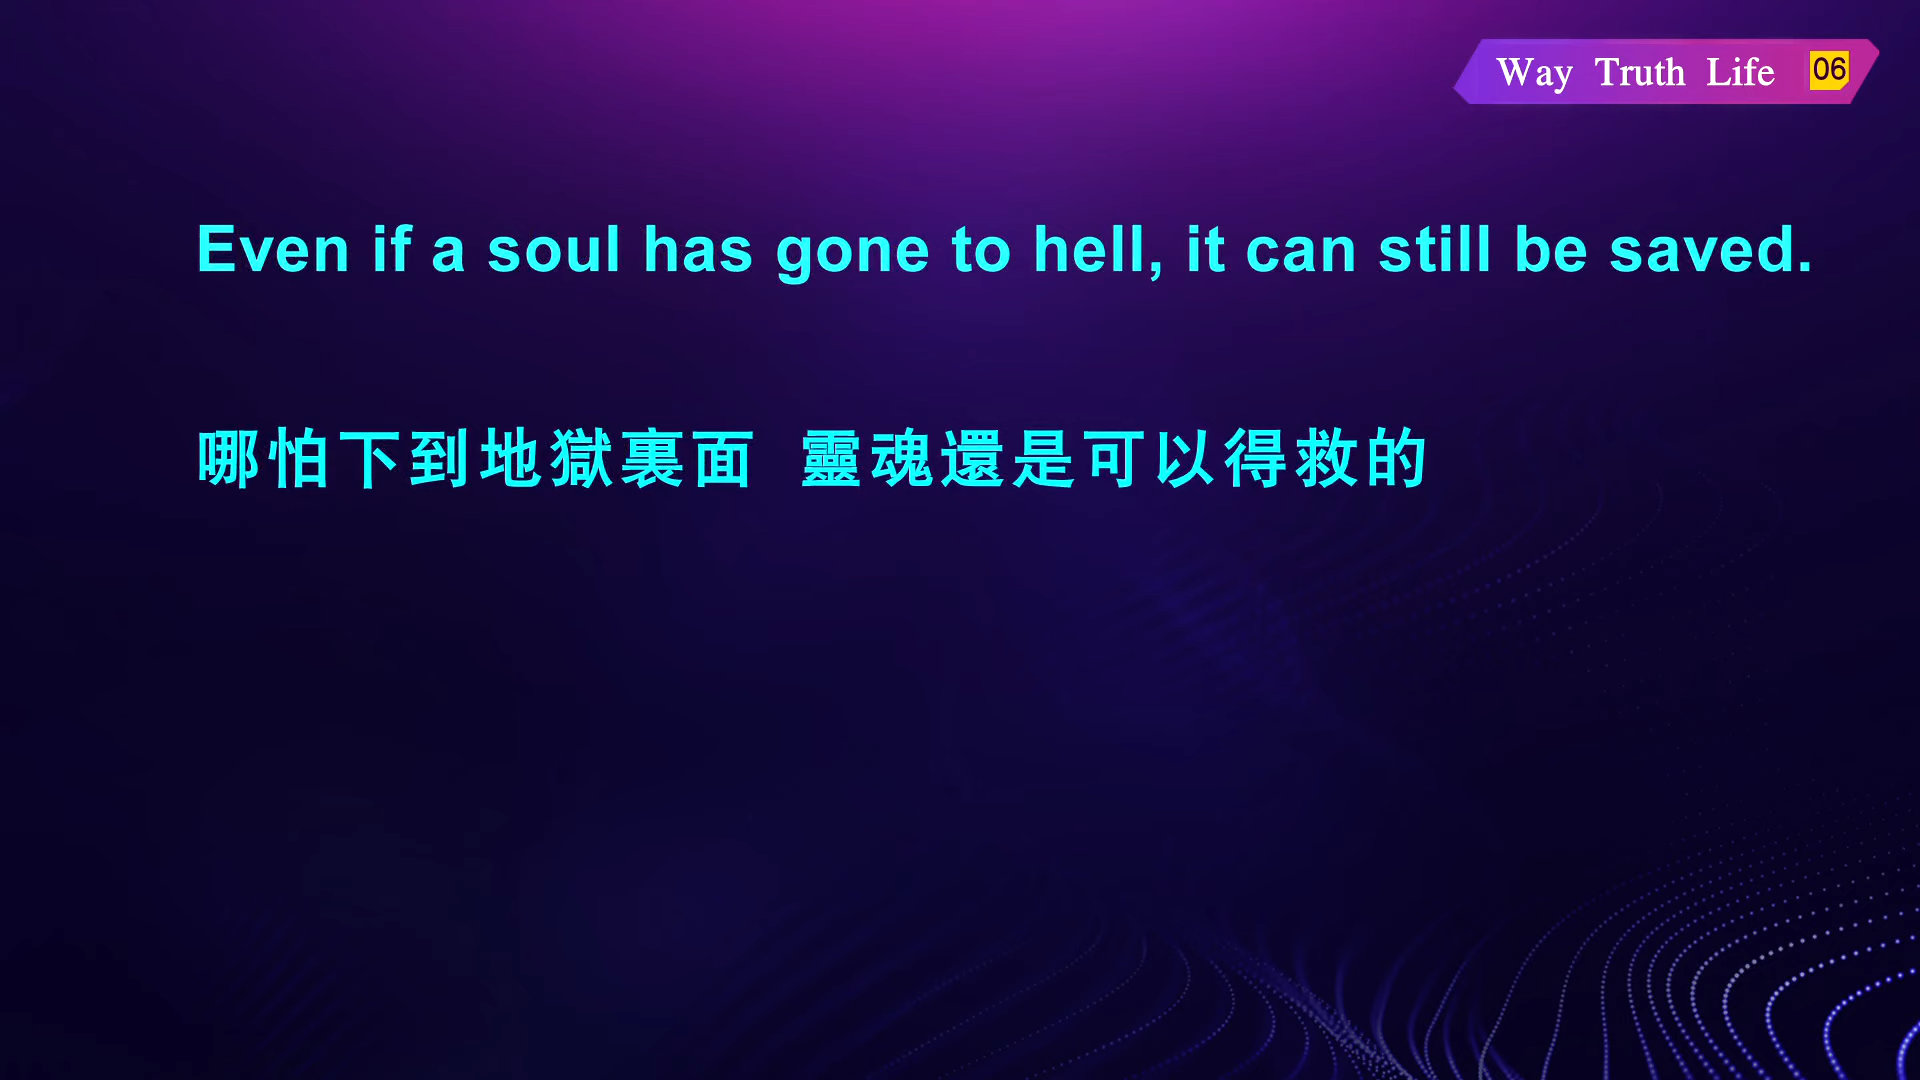 Way Truth Life 06
Even if a soul has gone to hell, it can still be saved.
哪怕下到地獄裏面 靈魂還是可以得救的